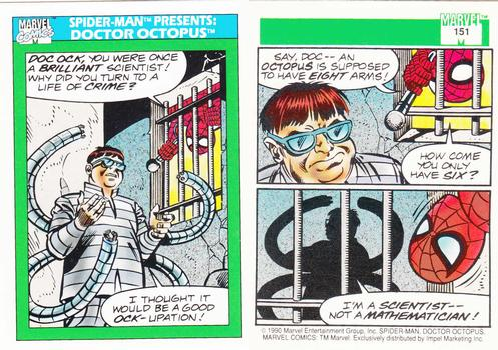 MARVEL
COMICS
SPIDER-MAN™ PRESENTS:
DOCTOR OCTOPUS™
DOC OCK, YOU WERE ONCE
A BRILLIANT SCIENTIST!
WHY DID YOU TURN TO A
LIFE OF CRIME?
I THOUGHT IT
WOULD BE A GOOD
OCK-UPATION!
MARVEL™
151
SAY, DOC-- AN
OCTOPUS IS SUPPOSED
TO HAVE EIGHT ARMS!
HOW COME
YOU ONLY
HAVE SIX?
I'M A SCIENTIST--
NOT A MATHEMATICIAN!
© 1990 Marvel Entertainment Group, Inc. SPIDER-MAN, DOCTOR OCTOPUS,
MARVEL COMICS: TM Marvel. Exclusively distributed by Impel Marketing Inc.